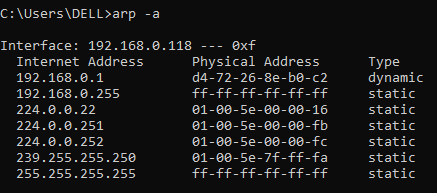 C:\Users\DELL>arp -a
Interface: 192.168.0.118 --- 0xf
Internet Address Physical Address Type
192.168.0.1 d4-72-26-8e-b0-c2 dynamic
192.168.0.255 ff-ff-ff-ff-ff-ff static
224.0.0.22 01-00-5e-00-00-16 static
224.0.0.251 01-00-5e-00-00-fb static
224.0.0.252 01-00-5e-00-00-fc static
239.255.255.250 01-00-5e-7f-ff-fa static
255.255.255.255 ff-ff-ff-ff-ff-ff static